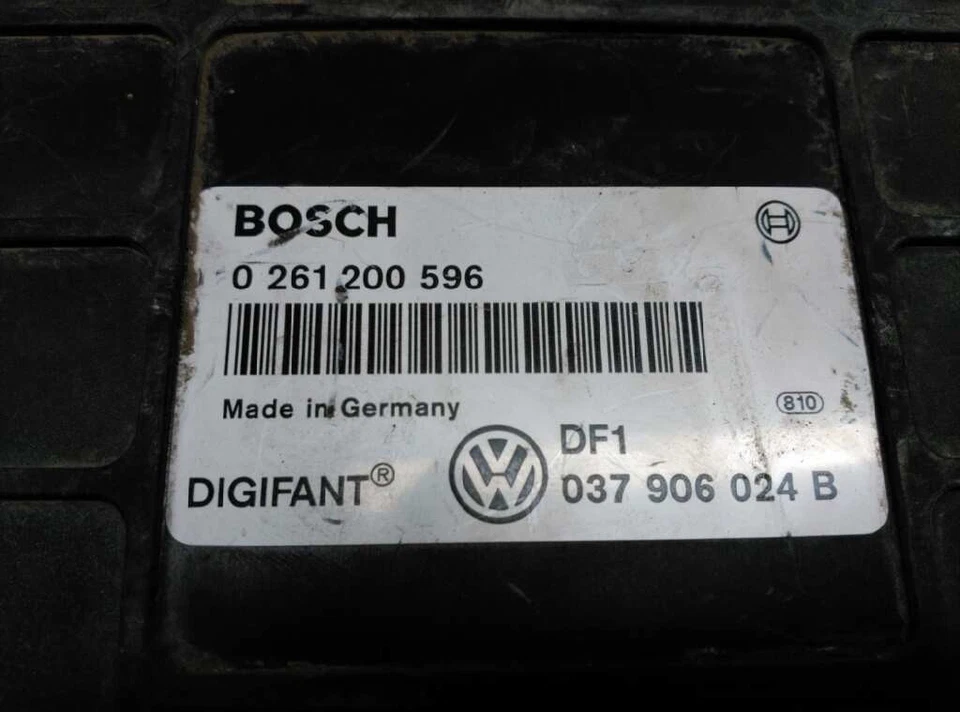 BOSCH
0 261 200 596
Made in Germany
810
DF1
DIGIFANT®
037 906 024 B